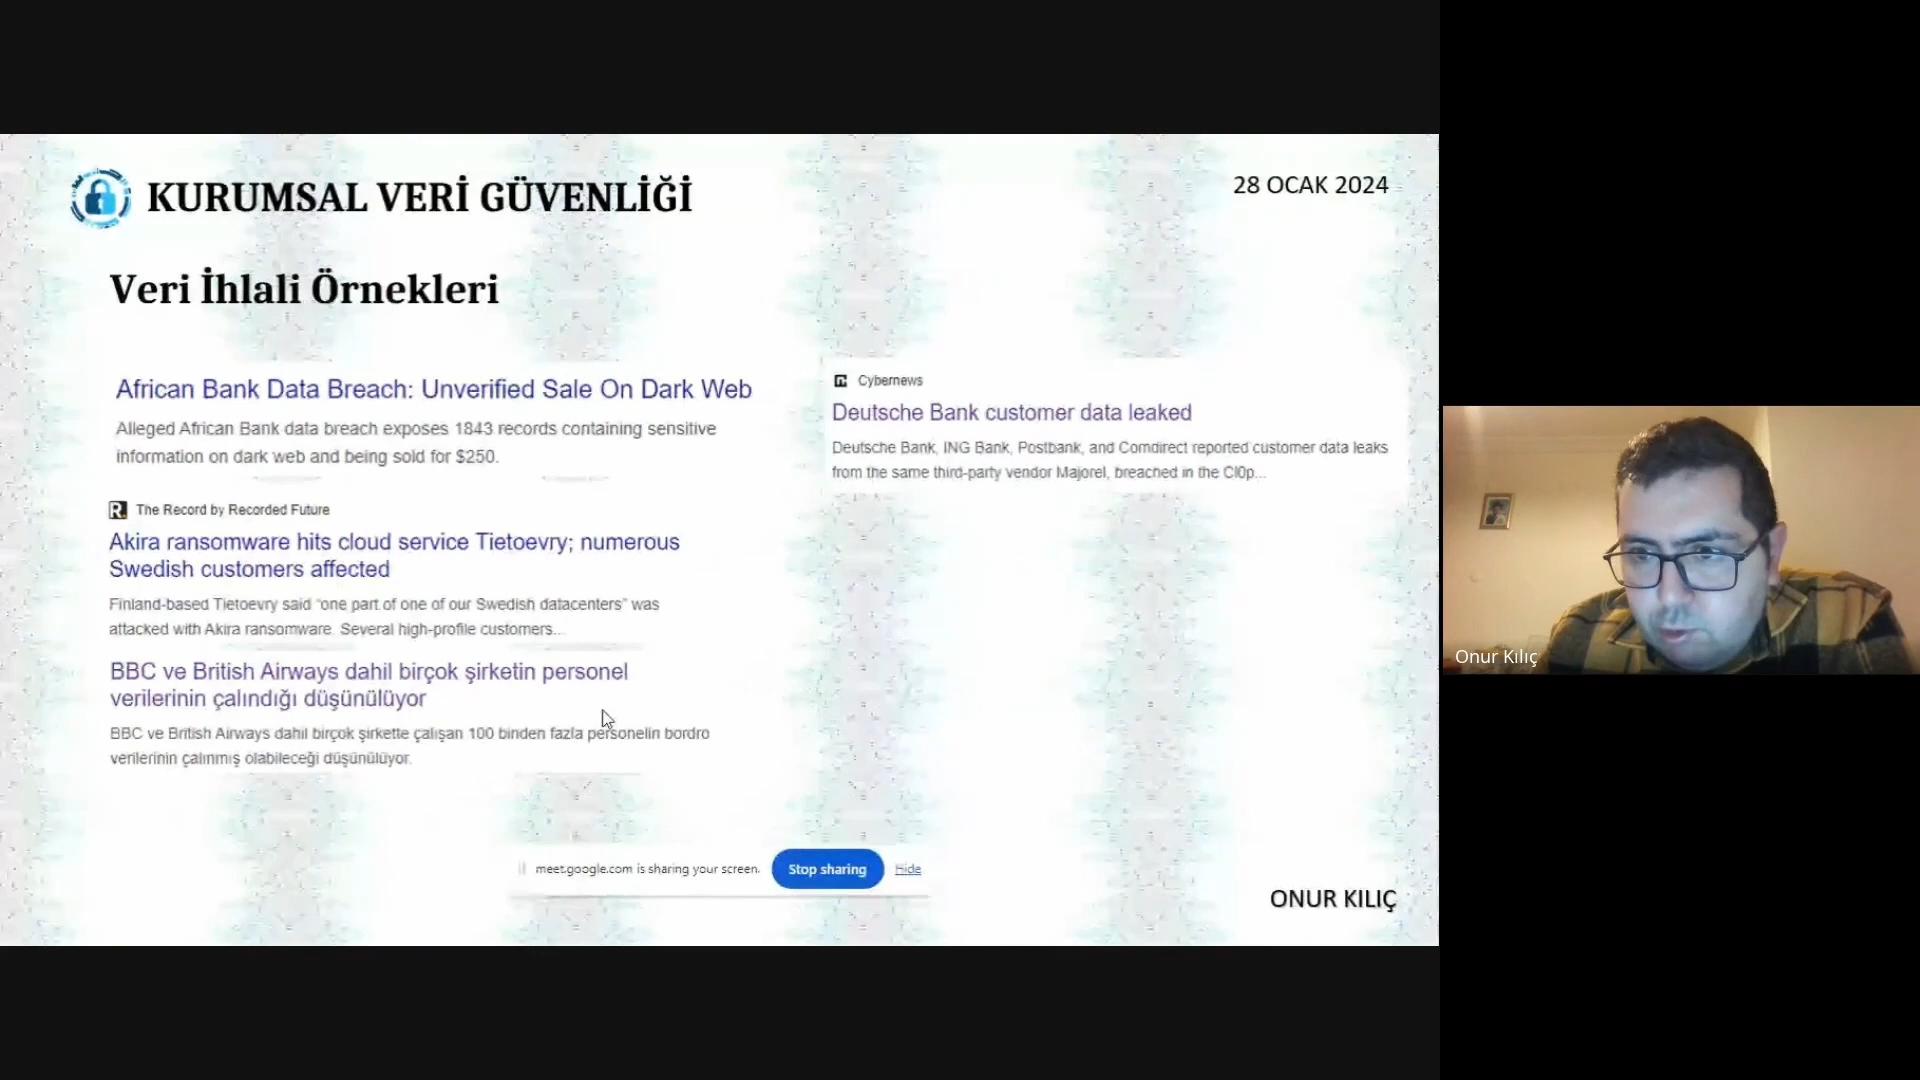 KURUMSAL VERİ GÜVENLİĞİ
28 OCAK 2024
Veri İhlali Örnekleri
African Bank Data Breach: Unverified Sale On Dark Web
Alleged African Bank data breach exposes 1843 records containing sensitive
information on dark web and being sold for $250.
The Record by Recorded Future
Akira ransomware hits cloud service Tietoevry; numerous
Swedish customers affected
Finland-based Tietoevry said “one part of one of our Swedish datacenters” was
attacked with Akira ransomware. Several high-profile customers...
BBC ve British Airways dahil birçok şirketin personel
verilerinin çalındığı düşünülüyor
BBC ve British Airways dahil birçok şirkette çalışan 100 binden fazla personelin bordro
verilerinin çalınmış olabileceği düşünülüyor.
Cybernews
Deutsche Bank customer data leaked
Deutsche Bank, ING Bank, Postbank, and Comdirect reported customer data leaks
from the same third-party vendor Majorel, breached in the Cl0p...
meet.google.com is sharing your screen.
Stop sharing
Hide
ONUR KILIÇ
Onur Kılıç